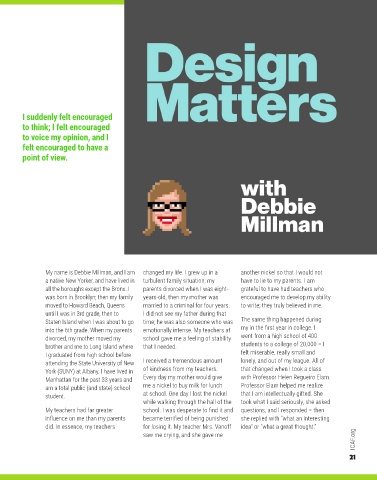 Design
Matters
I suddenly felt encouraged
to think; I felt encouraged
to voice my opinion, and I
felt encouraged to have a
point of view.
with
Debbie
Millman
My name is Debbie Millman, and I am
a native New Yorker, and have lived in
all the boroughs except the Bronx. I
was born in Brooklyn; then my family
moved to Howard Beach, Queens
until I was in 3rd grade, then to
Staten Island when I was about to go
into the 6th grade. When my parents
divorced, my mother moved my
brother and me to Long Island where
I graduated from high school before
attending the State University of New
York (SUNY) at Albany. I have lived in
Manhattan for the past 33 years and
am a total public (and state) school
student.
My teachers had far greater
influence on me than my parents
did. In essence, my teachers
changed my life. I grew up in a
turbulent family situation; my
parents divorced when I was eight-
years old, then my mother was
married to a criminal for four years.
I did not see my father during that
time; he was also someone who was
emotionally intense. My teachers at
school gave me a feeling of stability
that I needed.
I received a tremendous amount
of kindness from my teachers.
Every day my mother would give
me a nickel to buy milk for lunch
at school. One day I lost the nickel
while walking through the hall of the
school. I was desperate to find it and
became terrified of being punished
for losing it. My teacher Mrs. Vanoff
saw me crying, and she gave me
another nickel so that I would not
have to lie to my parents. I am
grateful to have had teachers who
encouraged me to develop my ability
to write; they truly believed in me.
The same thing happened during
my in the first year in college. I
went from a high school of 400
students to a college of 20,000 – I
felt miserable, really small and
lonely, and out of my league. All of
that changed when I took a class
with Professor Helen Regueiro Elam.
Professor Elam helped me realize
that I am intellectually gifted. She
took what I said seriously, she asked
questions, and I responded – then
she replied with "what an interesting
idea" or "what a great thought."
ICAF.org
21